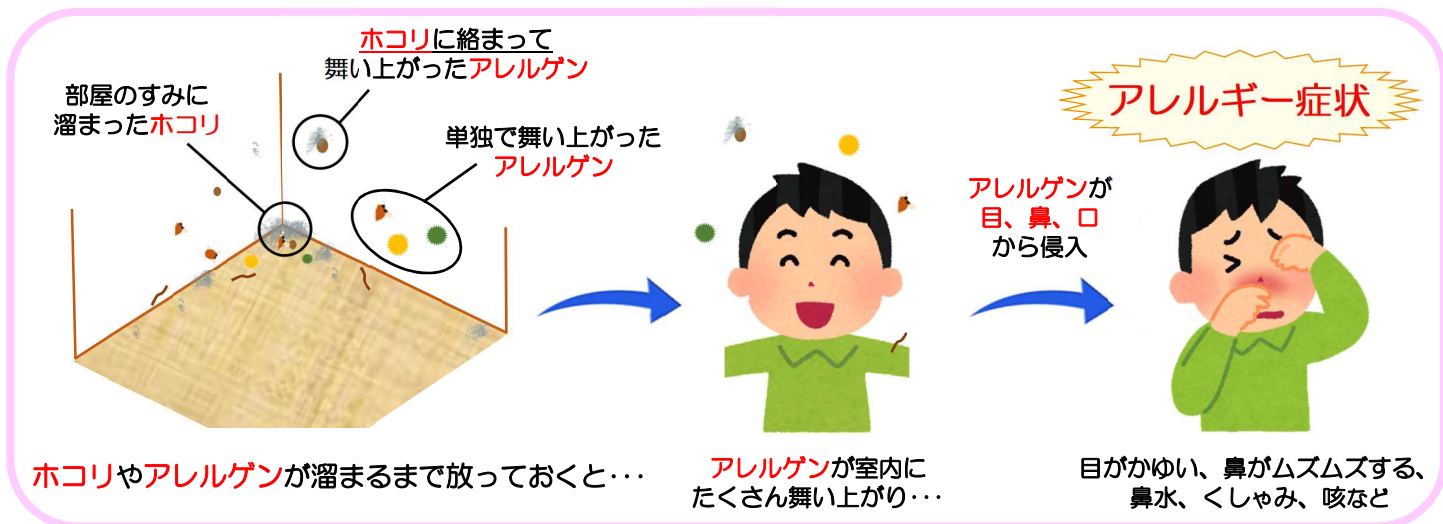 ホコリに絡まって
舞い上がったアレルゲン
部屋のすみに
溜まったホコリ
単独で舞い上がった
アレルゲン
ホコリやアレルゲンが溜まるまで放っておくと･･･
アレルゲンが室内に
たくさん舞い上がり･･･
アレルゲンが
目、鼻、口
から侵入
アレルギー症状
目がかゆい、鼻がムズムズする、
鼻水、くしゃみ、咳など